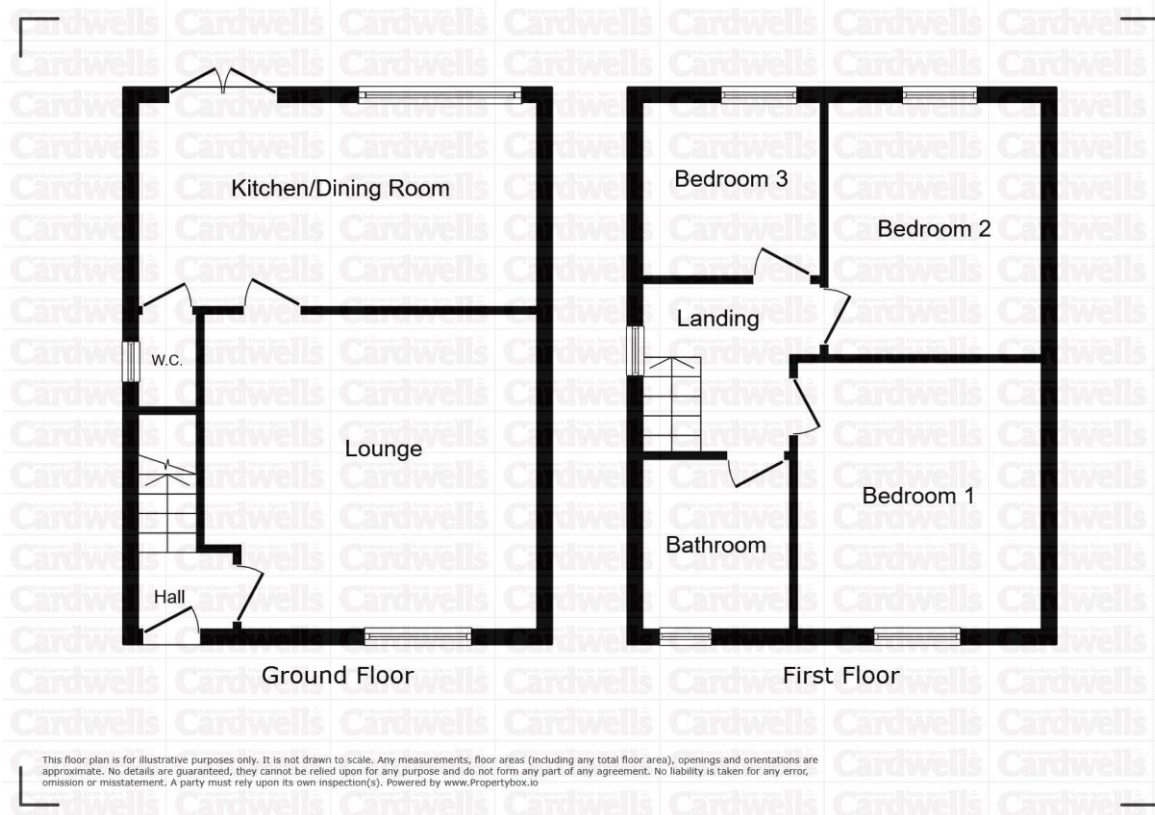 Kitchen/Dining Room
W.C.
Lounge
Hall
Ground Floor
Bedroom 3
Bedroom 2
Landing
Bedroom 1
Bathroom
First Floor
This floor plan is for illustrative purposes only. It is not drawn to scale. Any measurements, floor areas (including any total floor area), openings and orientations are
approximate. No details are guaranteed, they cannot be relied upon for any purpose and do not form any part of any agreement. No liability is taken for any error,
omission or misstatement. A party must rely upon its own inspection(s). Powered by www.Propertybox.io
Cardwells